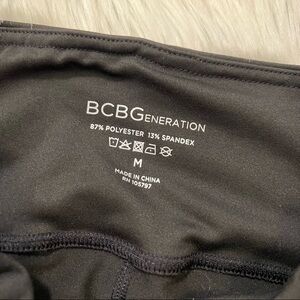 BCBGENERATION
87% POLYESTER 13% SPANDEX
M
MADE IN CHINA
RN 105797